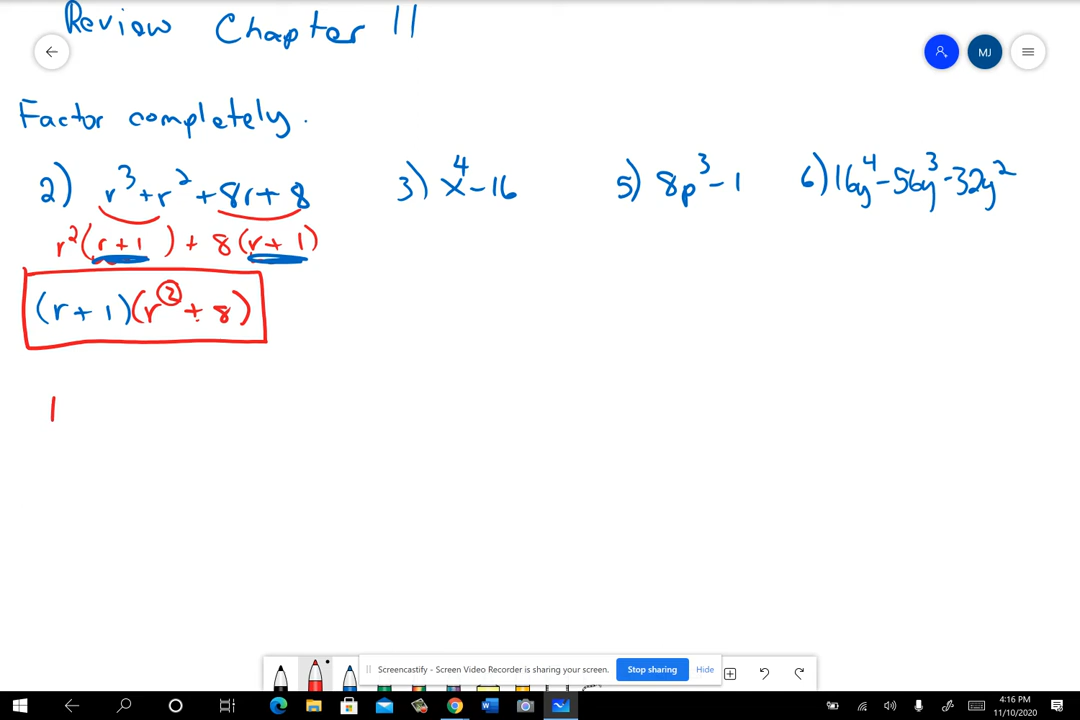 Review Chapter 11
MJ
Factor completely.
2) r³+r²+8r+8
3) x⁴-16
5) 8p³-1
6) 16y⁴-56y³-32y²
r²(r+1)+8(r+1)
(r+1)(r²+8)
Screencastify - Screen Video Recorder is sharing your screen.
Stop sharing
Hide
4:16 PM
11/10/2020